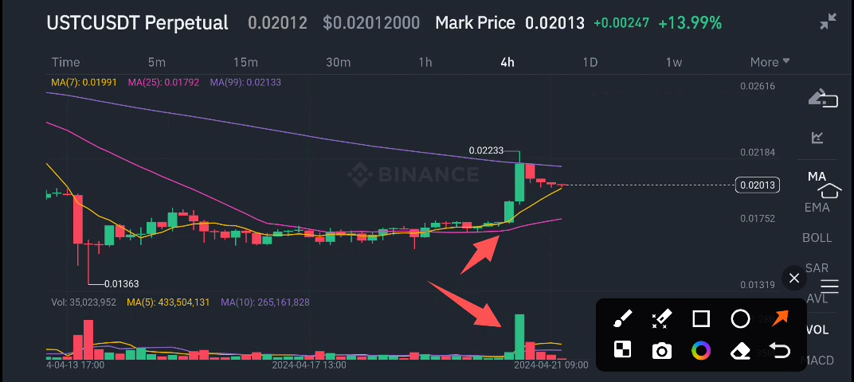 USTCUSDT Perpetual 0.02012 $0.02012000 Mark Price 0.02013 +0.00247 +13.99%
Time 5m 15m 30m 1h 4h 1D 1w More
MA(7): 0.01991 MA(25): 0.01792 MA(99): 0.02133
0.02616
0.02233
0.02184
BINANCE
MA
0.02013
EMA
0.01752
BOLL
SAR
0.01363
0.01319
AVL
Vol: 35,023,952 MA(5): 433,504,131 MA(10): 265,161,828
VOL
MACD
4-04-13 17:00 2024-04-17 13:00 2024-04-21 09:00